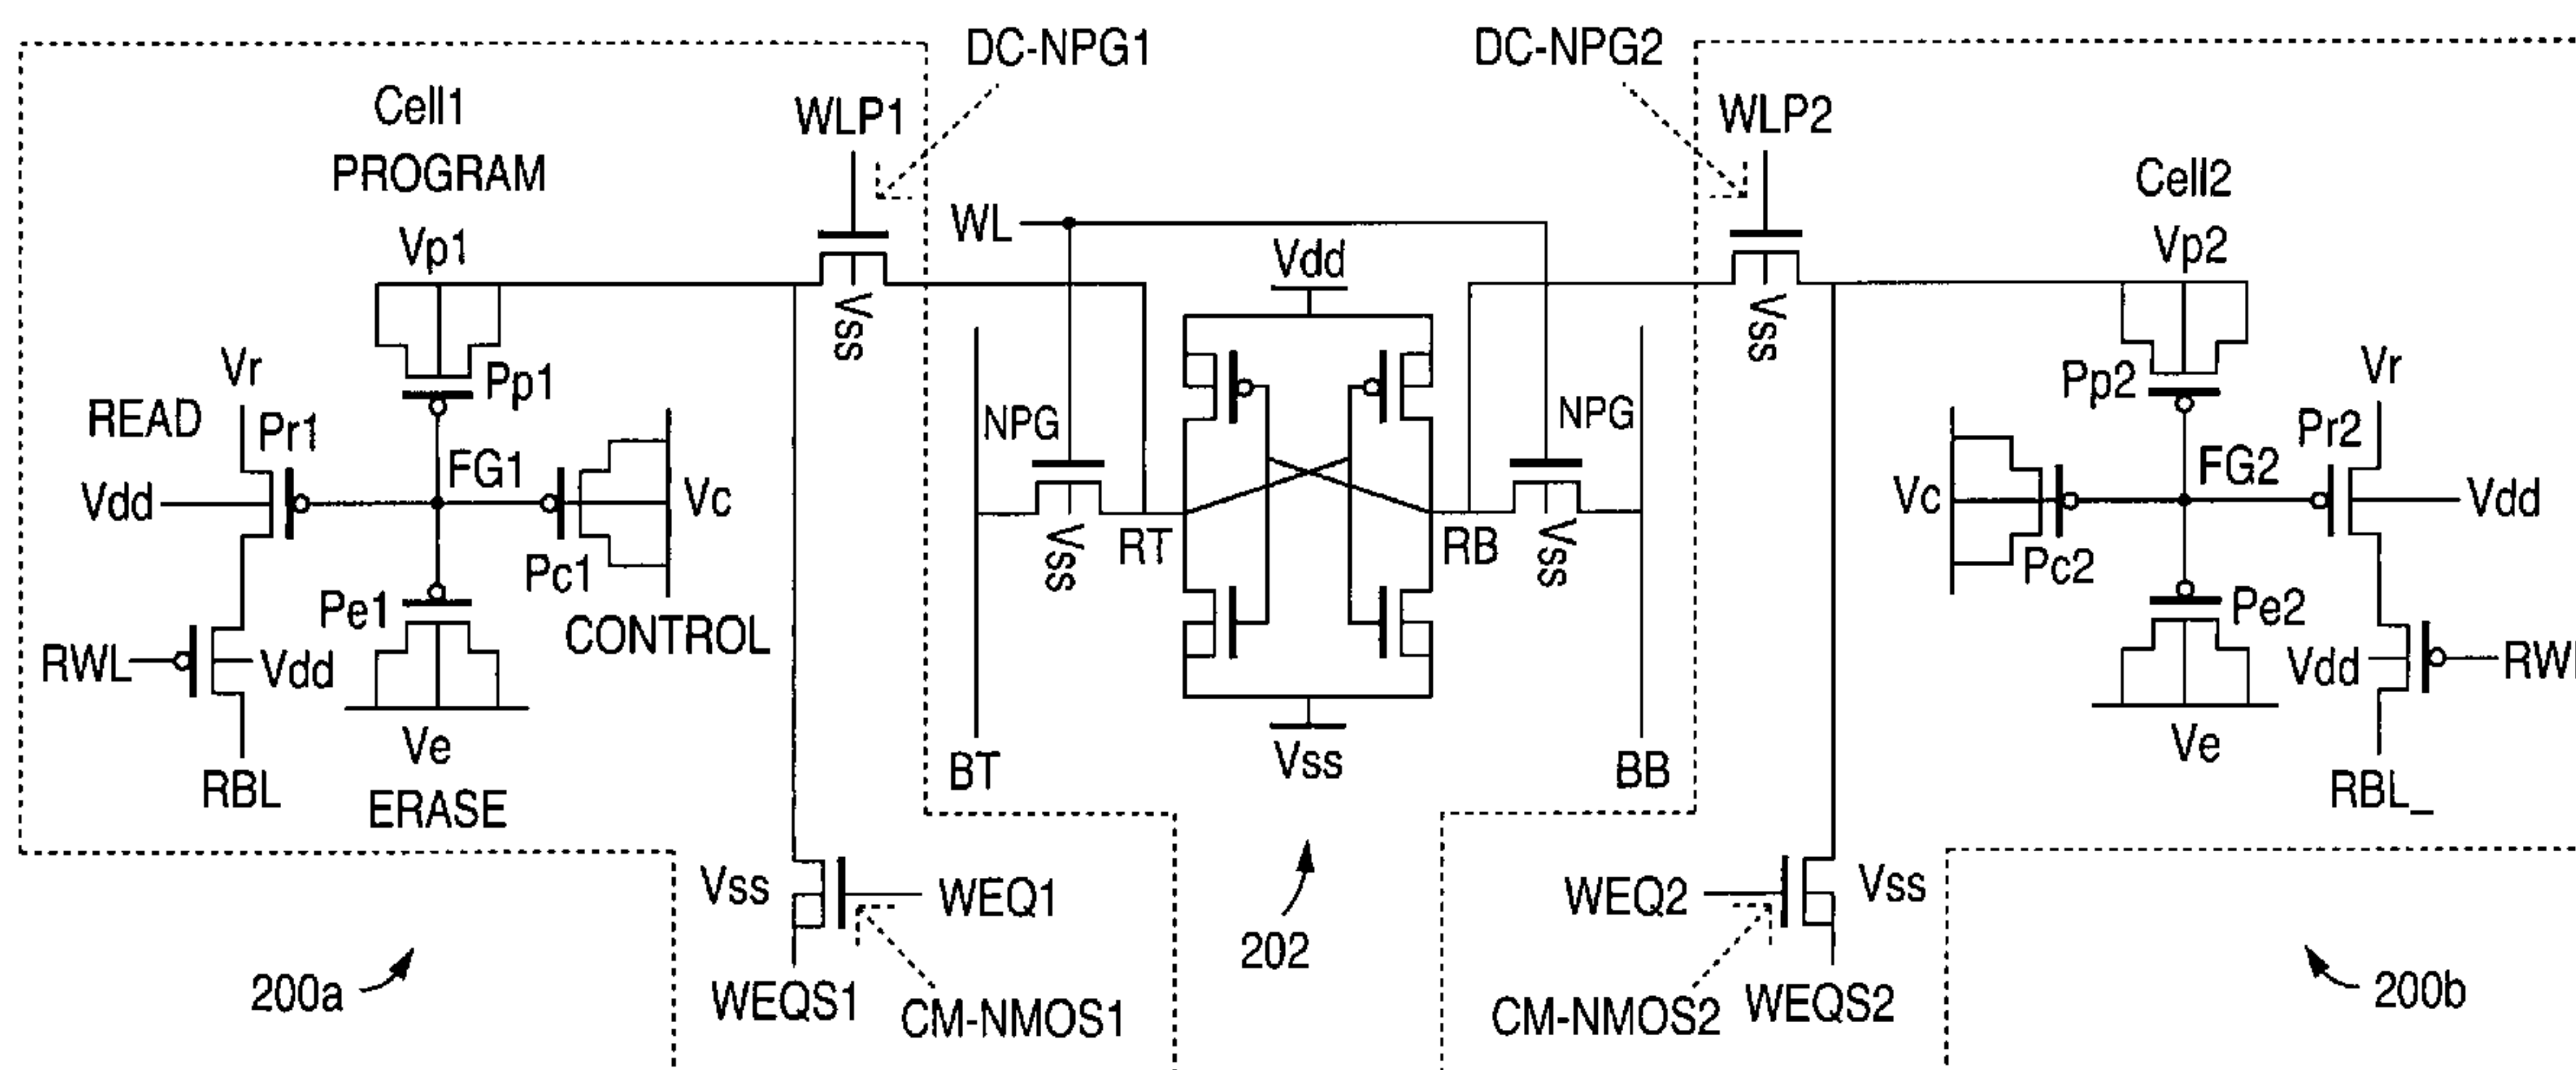 DC-NPG1
DC-NPG2
Cell1
PROGRAM
Vp1
WLP1
WL
Vdd
WLP2
Cell2
Vp2
Vss
Vss
Vr
READ
Pr1
Pp1
Vdd
FG1
Vc
Pc1
Pe1
CONTROL
RWL
Vdd
Ve
RBL
ERASE
NPG
Vss
RT
BT
NPG
Vss
RB
BB
Vss
Pp2
Vr
Pr2
FG2
Vc
Vdd
Pc2
Pe2
Vdd
RWL
Ve
RBL_
Vss
WEQ1
WEQS1
CM-NMOS1
200a
202
WEQ2
Vss
CM-NMOS2
WEQS2
200b